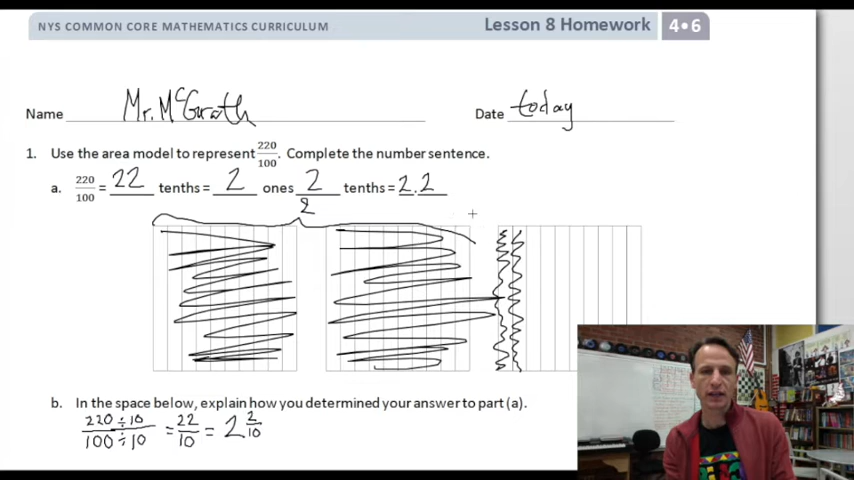 NYS COMMON CORE MATHEMATICS CURRICULUM Lesson 8 Homework 4•6
Name Mr. McGrath Date today
1. Use the area model to represent 220/100. Complete the number sentence.
a. 220/100 = 22 tenths = 2 ones 2 tenths = 2.2
2
b. In the space below, explain how you determined your answer to part (a).
220÷10/100÷10 = 22/10 = 2 2/10